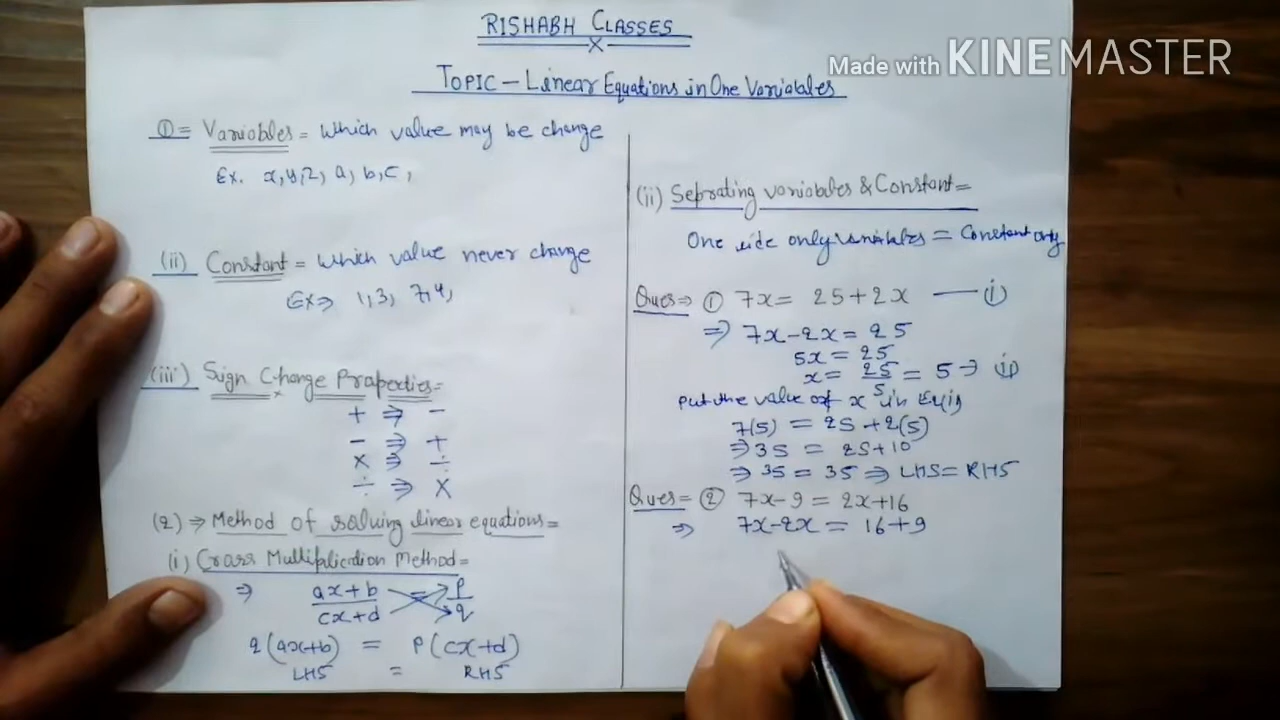 RISHABH CLASSES
Made with KINEMASTER
TOPIC – Linear Equations in One Variables
① = Variables = Which value may be change
Ex. x, y, z, a, b, c,
(ii) Constant = Which value never change
Ex ⇒ 1, 3, 7, 4,
(iii) Sign Change Properties =
+ ⇒ -
- ⇒ +
× ⇒ ÷
÷ ⇒ ×
(2) ⇒ Method of solving linear equations =
(i) Cross Multiplication Method =
⇒ ax+b / cx+d = p / q
q(ax+b) = p(cx+d)
LHS = RHS
(ii) Seprating variables & Constant =
One side only variables = Constant only
Ques ⇒ ① 7x = 25 + 2x — (i)
⇒ 7x - 2x = 25
5x = 25
x = 25 / 5 = 5 → (ii)
Put the value of x in Eq (i)
7(5) = 25 + 2(5)
⇒ 35 = 25 + 10
⇒ 35 = 35 ⇒ LHS = RHS
Ques = ② 7x - 9 = 2x + 16
⇒ 7x - 2x = 16 + 9